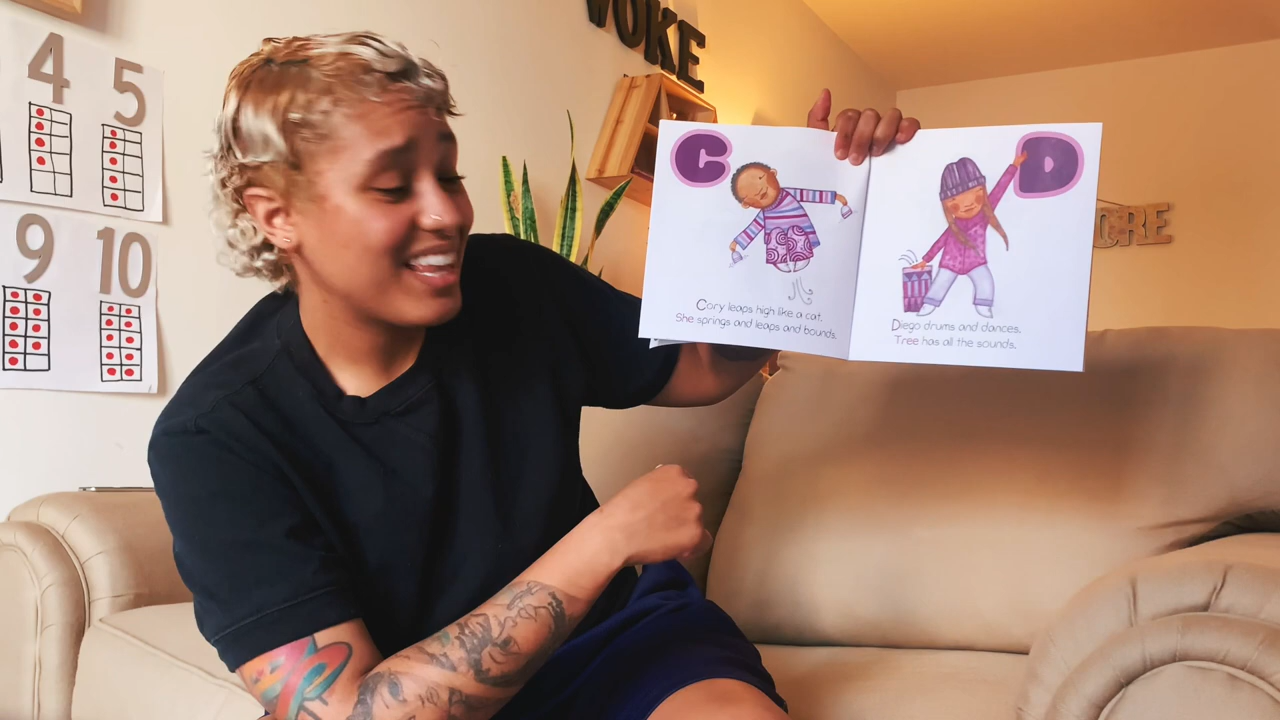 4
5
9
10
WOKE
C
D
Cory leaps high like a cat.
She springs and leaps and bounds.
Diego drums and dances.
Tree has all the sounds.
ORE